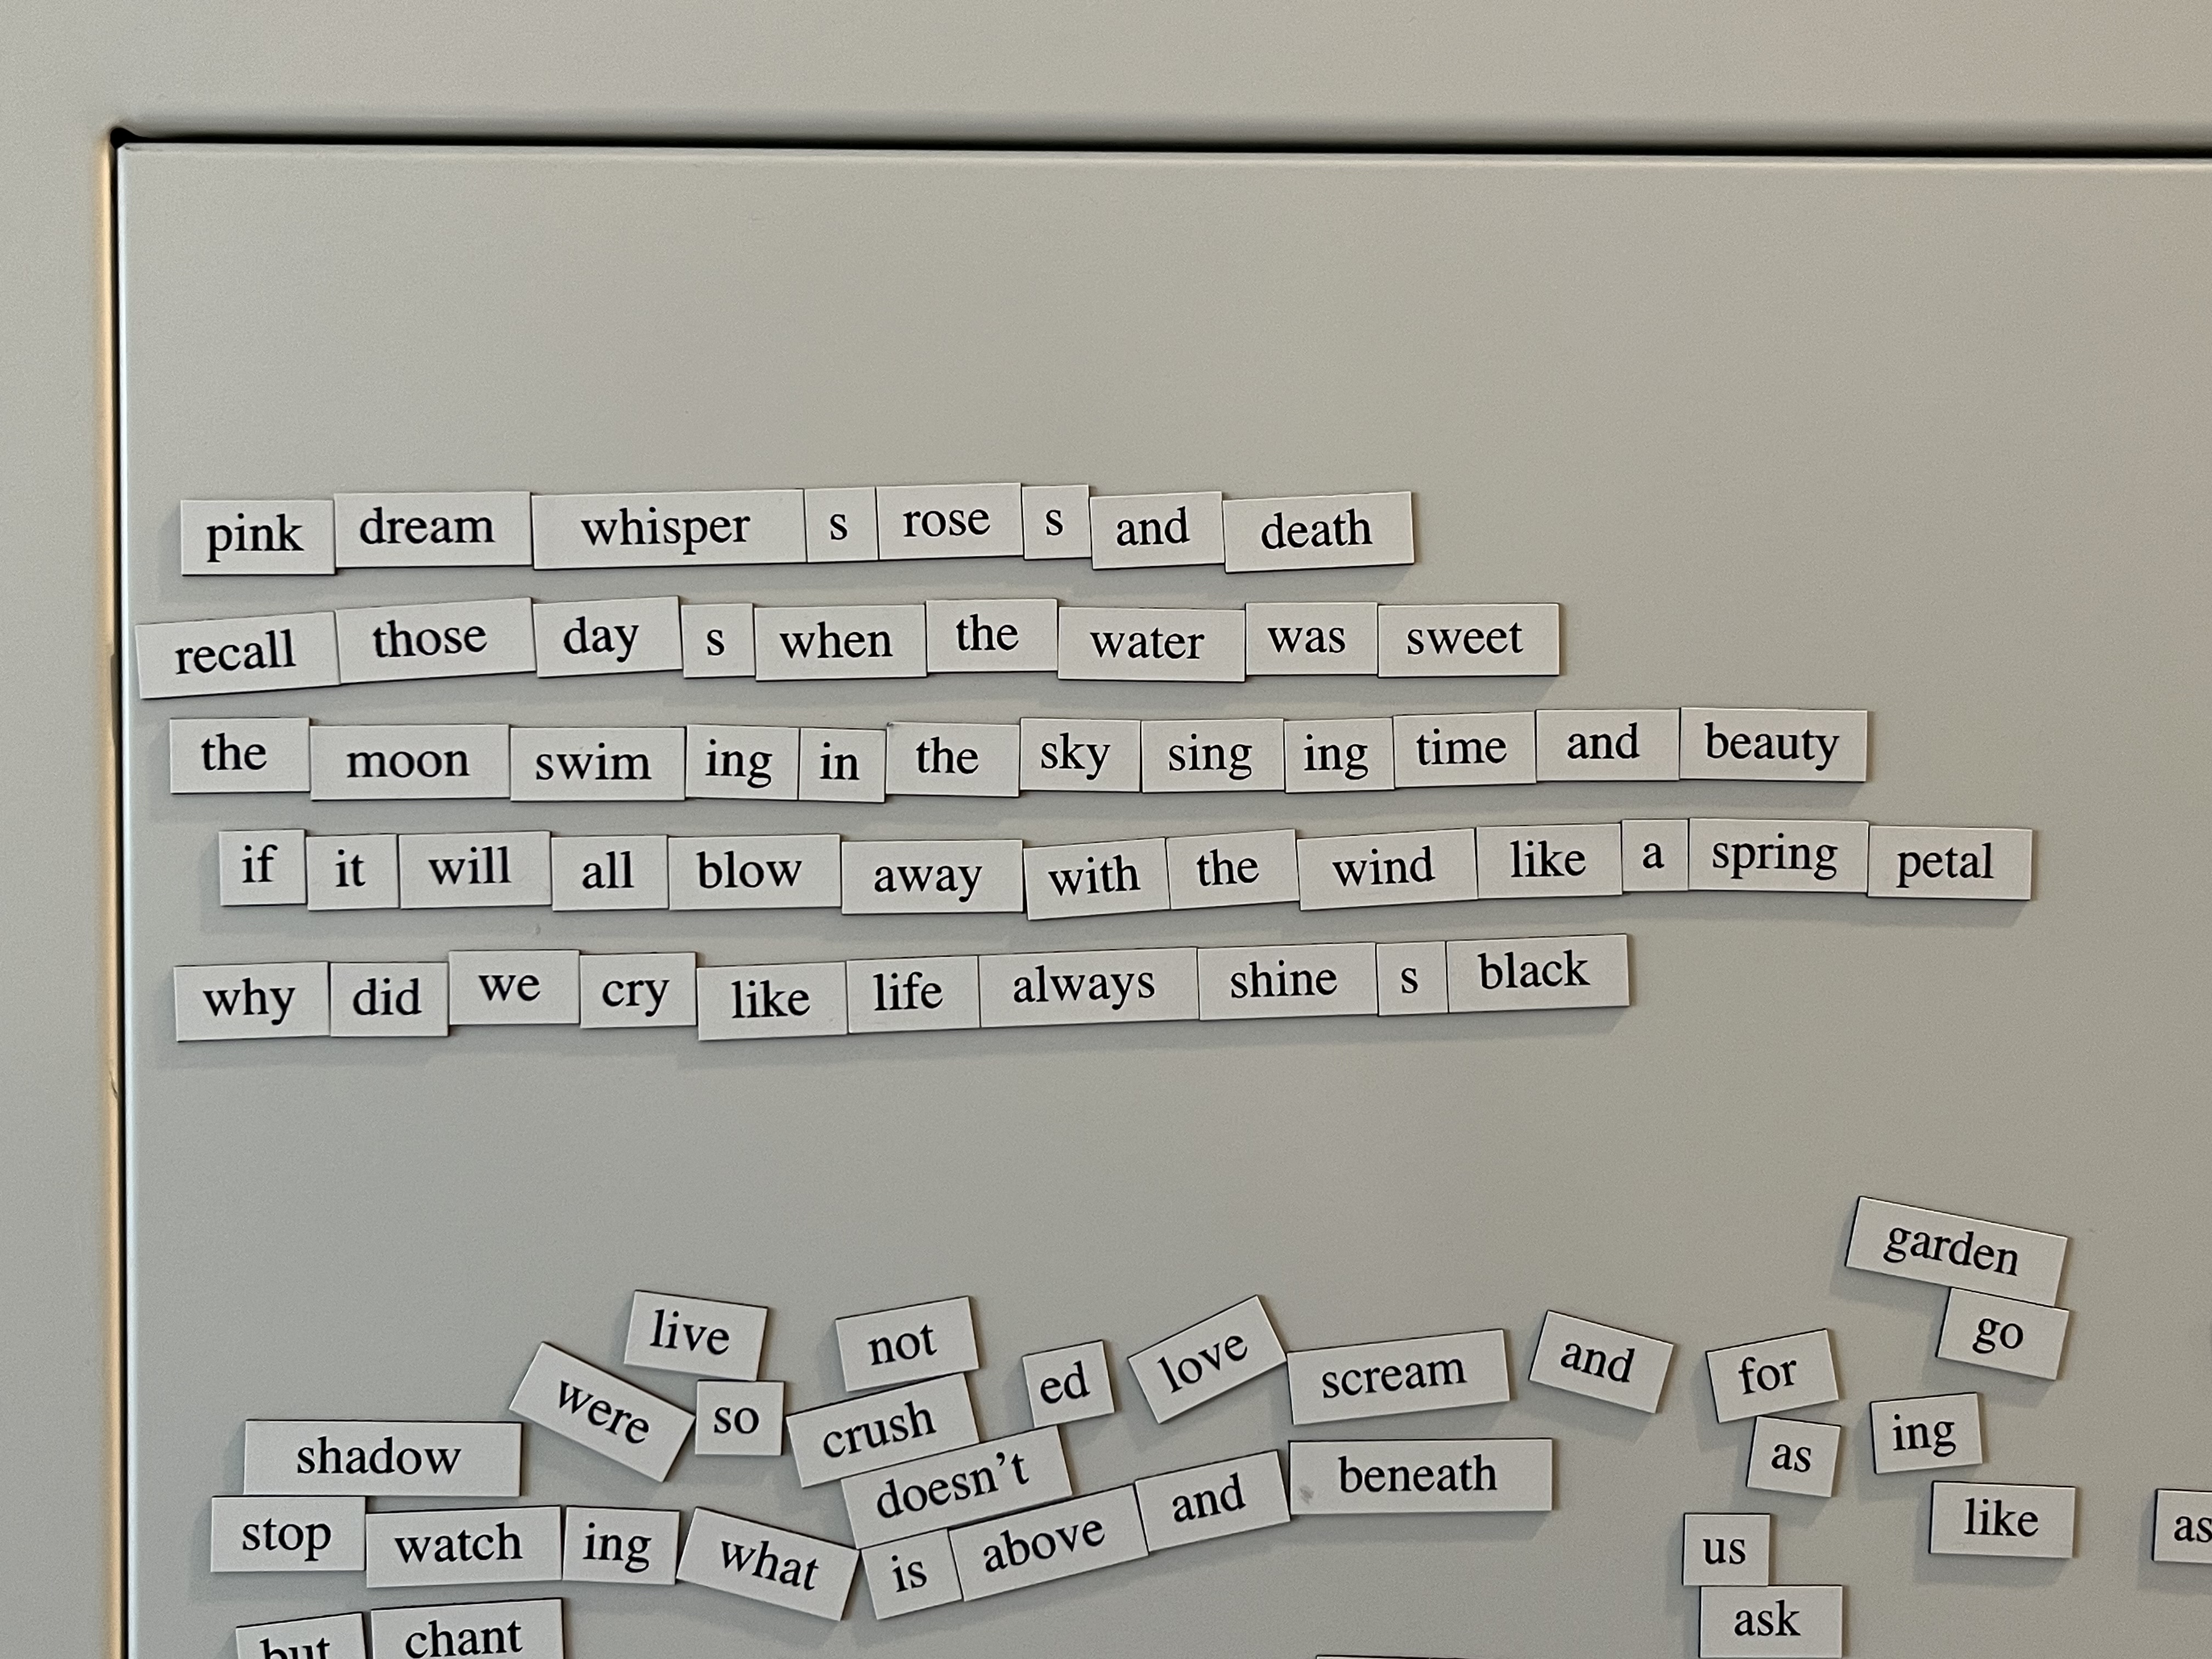 pink dream whisper s rose s and death
recall those day s when the water was sweet
the moon swim ing in the sky sing ing time and beauty
if it will all blow away with the wind like a spring petal
why did we cry like life always shine s black
garden
go
live
not
ed love scream and for
were so crush
as ing
shadow
doesn't
beneath
stop watch ing what is above and
like as
us
ask
but chant